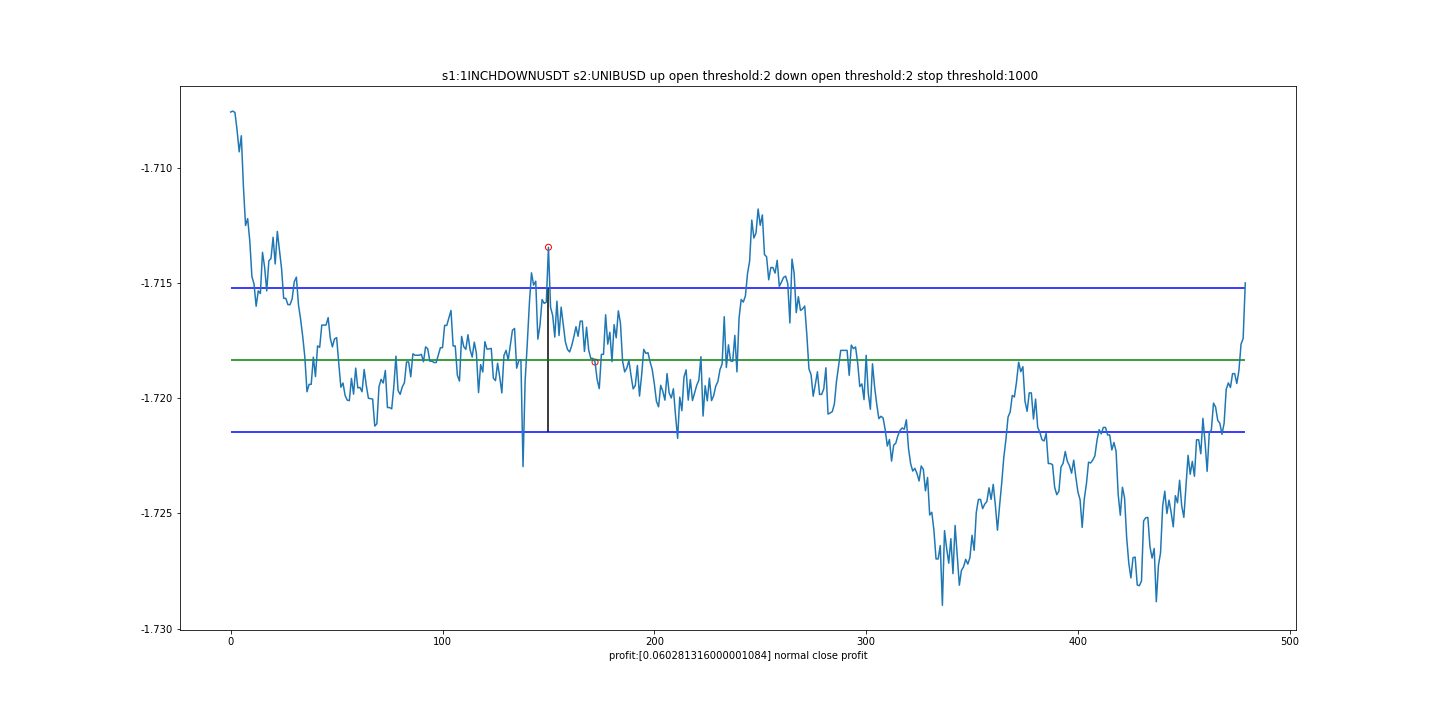 s1:1INCHDOWNUSDT s2:UNIBUSD up open threshold:2 down open threshold:2 stop threshold:1000
-1.710
-1.715
-1.720
-1.725
-1.730
0 100 200 300 400 500
profit:[0.060281316000001084] normal close profit